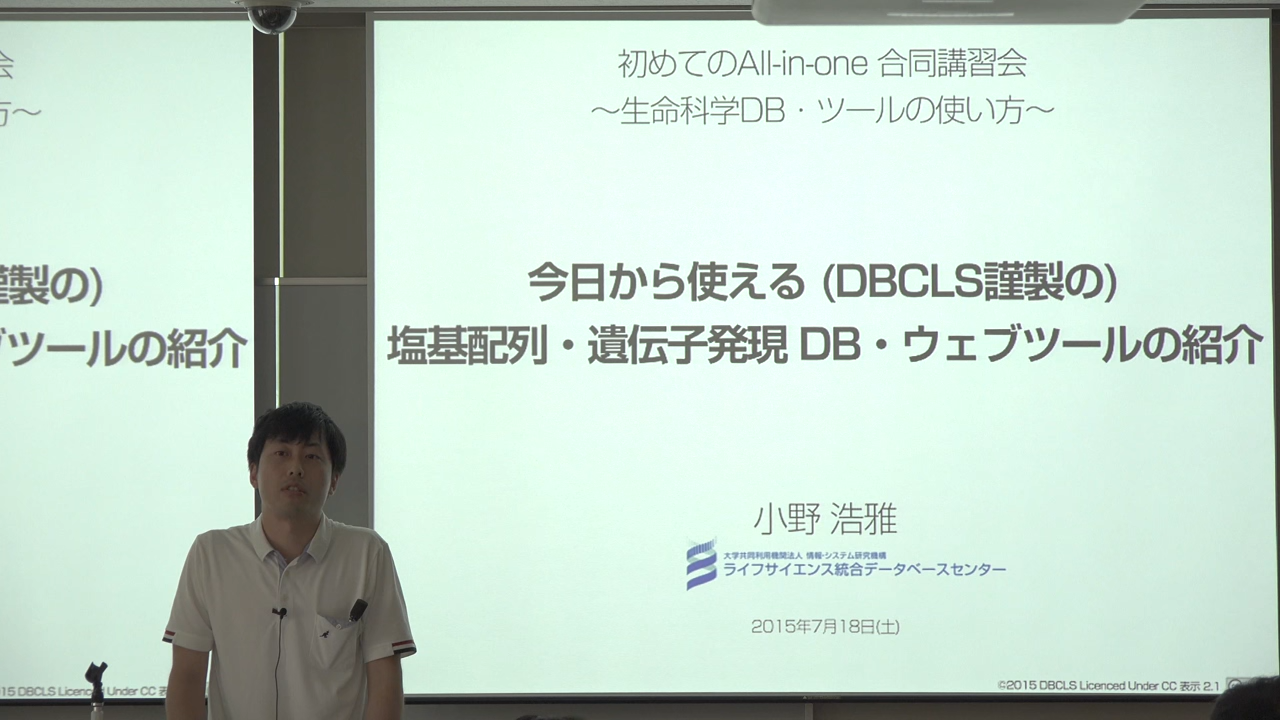 会
方〜
謹製の)
ブツールの紹介
15 DBCLS Licenced Under CC 表示
初めてのAll-in-one 合同講習会
〜生命科学DB・ツールの使い方〜
今日から使える (DBCLS謹製の)
塩基配列・遺伝子発現 DB・ウェブツールの紹介
小野 浩雅
大学共同利用機関法人 情報・システム研究機構
ライフサイエンス統合データベースセンター
2015年7月18日(土)
©2015 DBCLS Licenced Under CC 表示 2.1